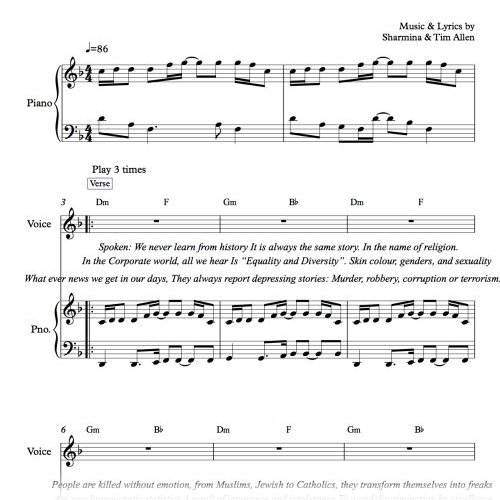 Music & Lyrics by
Sharmina & Tim Allen
♩=86
Piano
Play 3 times
Verse
3 Dm F Gm B♭ Dm F
Voice
Spoken: We never learn from history It is always the same story. In the name of religion.
In the Corporate world, all we hear Is “Equality and Diversity”. Skin colour, genders, and sexuality
What ever news we get in our days, They always report depressing stories: Murder, robbery, corruption or terrorism.
Pno.
6 Gm B♭ Dm F Gm B♭
Voice
People are killed without emotion, from Muslims, Jewish to Catholics, they transform themselves into freaks